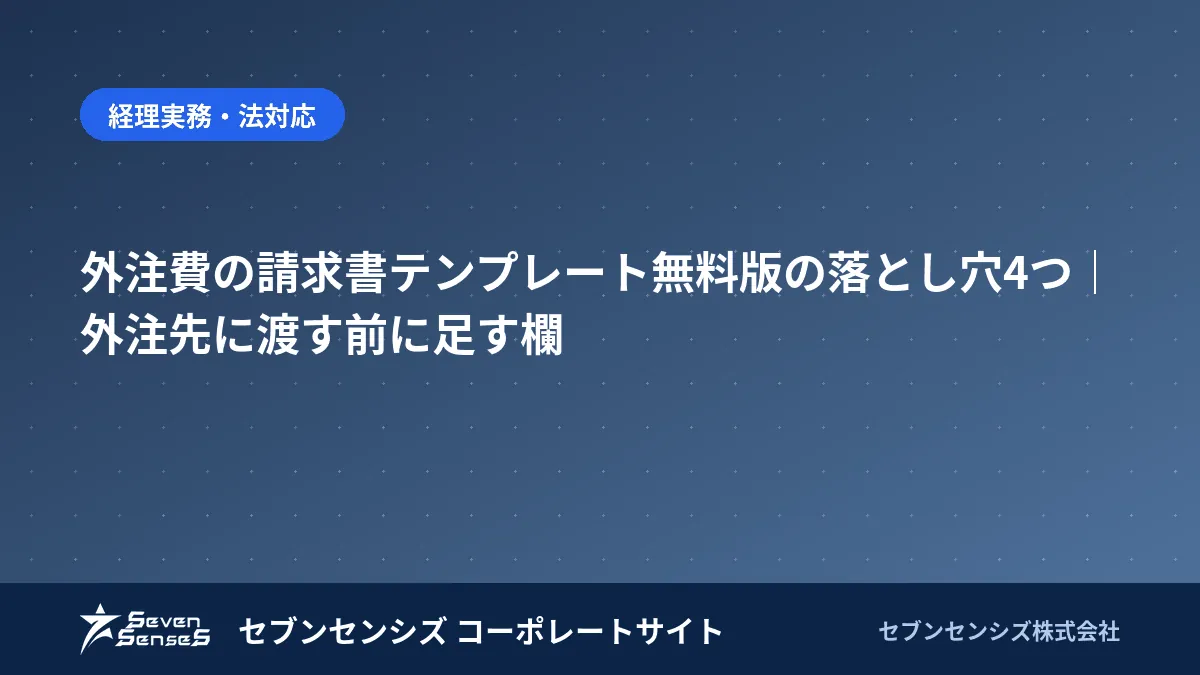 経理実務・法対応
外注費の請求書テンプレート無料版の落とし穴4つ｜
外注先に渡す前に足す欄
Seven
SenseS
セブンセンシズ コーポレートサイト
セブンセンシズ株式会社